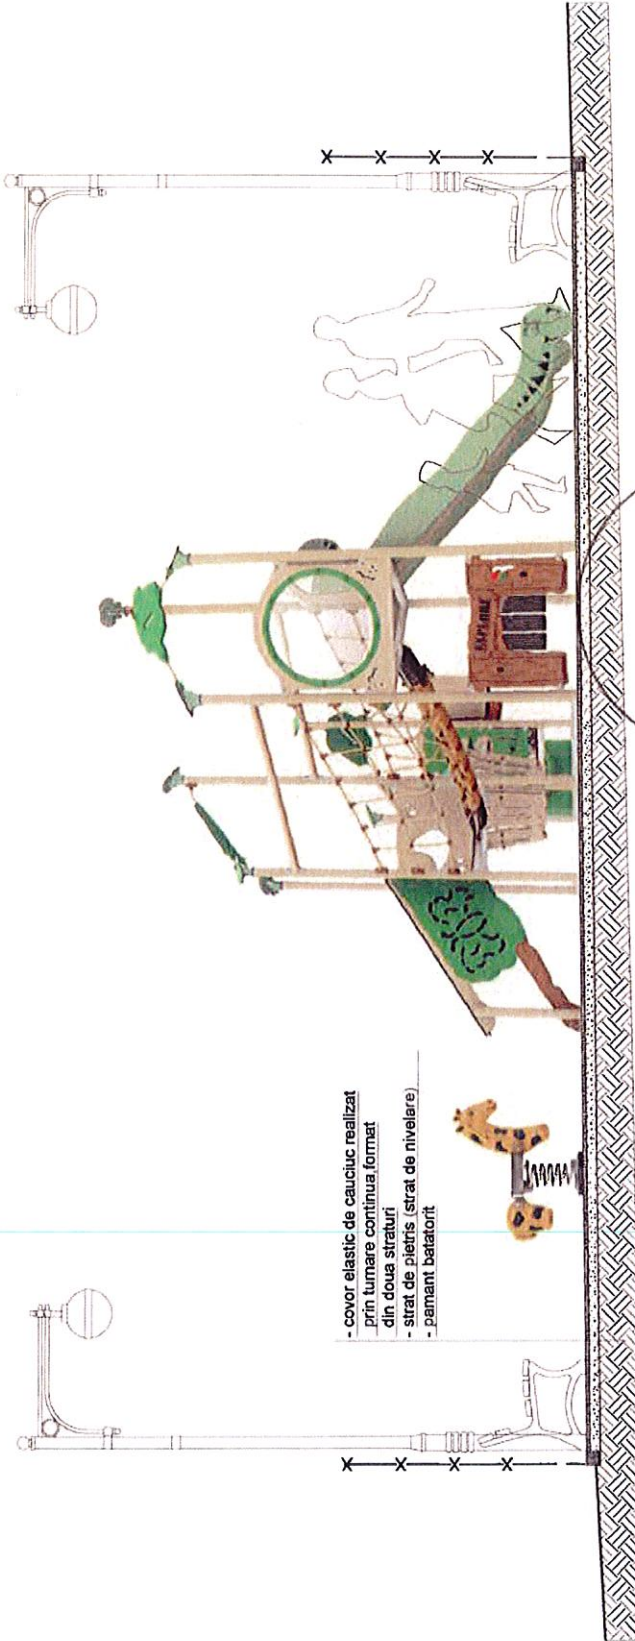 - covor elastic de cauciuc realizat
prin turnare continua,format
din doua straturi
- strat de pietris (strat de nivelare)
- pamant batatorit
EXPLORE